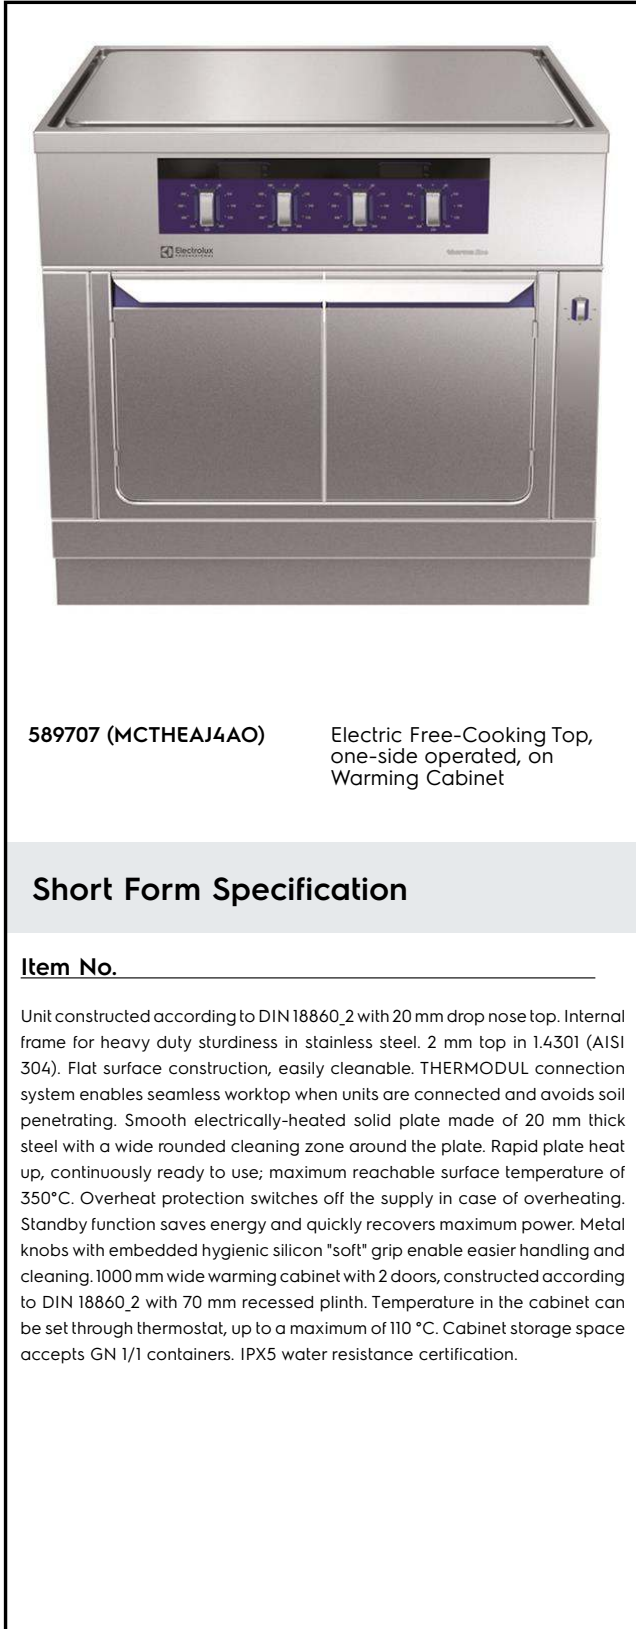 Electrolux
PROFESSIONAL
thermaline
589707 (MCTHEAJ4AO)
Electric Free-Cooking Top,
one-side operated, on
Warming Cabinet
Short Form Specification
Item No.
Unit constructed according to DIN 18860_2 with 20 mm drop nose top. Internal
frame for heavy duty sturdiness in stainless steel. 2 mm top in 1.4301 (AISI
304). Flat surface construction, easily cleanable. THERMODUL connection
system enables seamless worktop when units are connected and avoids soil
penetrating. Smooth electrically-heated solid plate made of 20 mm thick
steel with a wide rounded cleaning zone around the plate. Rapid plate heat
up, continuously ready to use; maximum reachable surface temperature of
350°C. Overheat protection switches off the supply in case of overheating.
Standby function saves energy and quickly recovers maximum power. Metal
knobs with embedded hygienic silicon "soft" grip enable easier handling and
cleaning. 1000 mm wide warming cabinet with 2 doors, constructed according
to DIN 18860_2 with 70 mm recessed plinth. Temperature in the cabinet can
be set through thermostat, up to a maximum of 110 °C. Cabinet storage space
accepts GN 1/1 containers. IPX5 water resistance certification.